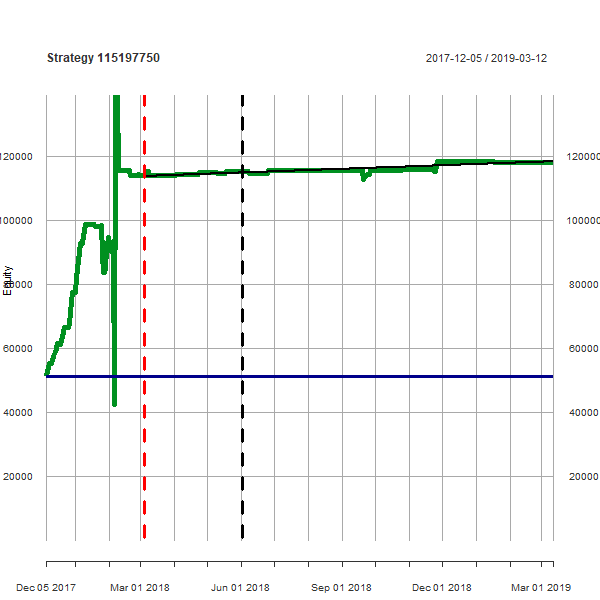 Strategy 115197750
2017-12-05 / 2019-03-12
120000
120000
100000
100000
Equity
80000
80000
60000
60000
40000
40000
20000
20000
Dec 05 2017
Mar 01 2018
Jun 01 2018
Sep 01 2018
Dec 01 2018
Mar 01 2019